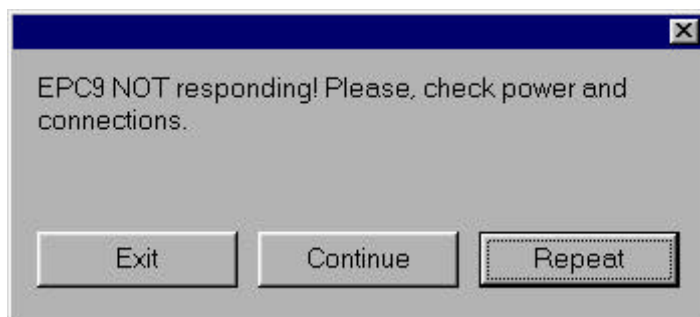 EPC9 NOT responding! Please, check power and
connections.
Exit Continue Repeat